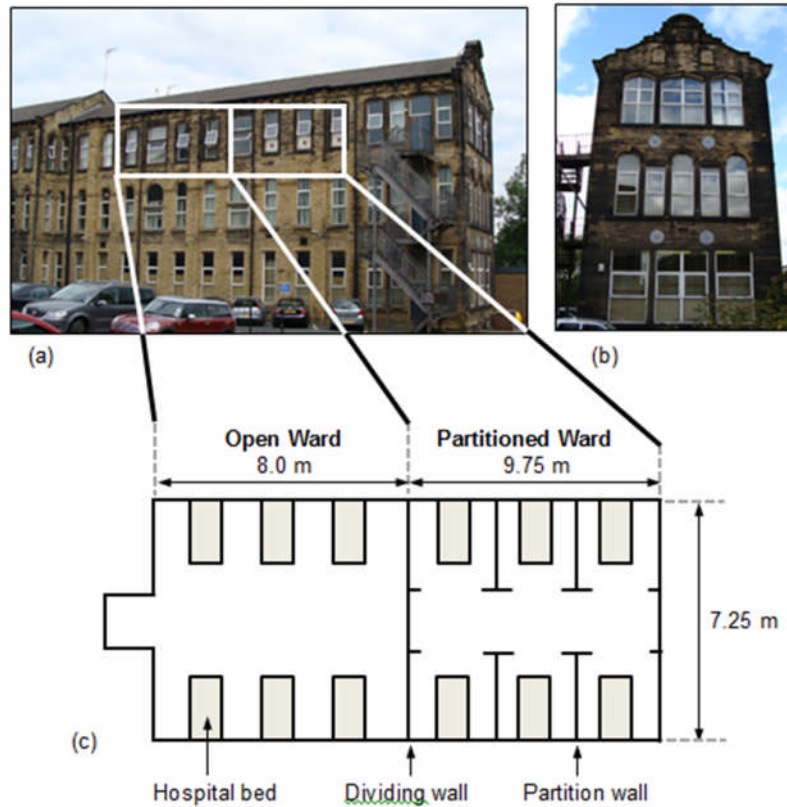 (a)
(b)
Open Ward
8.0 m
Partitioned Ward
9.75 m
7.25 m
(c)
Hospital bed
Dividing wall
Partition wall